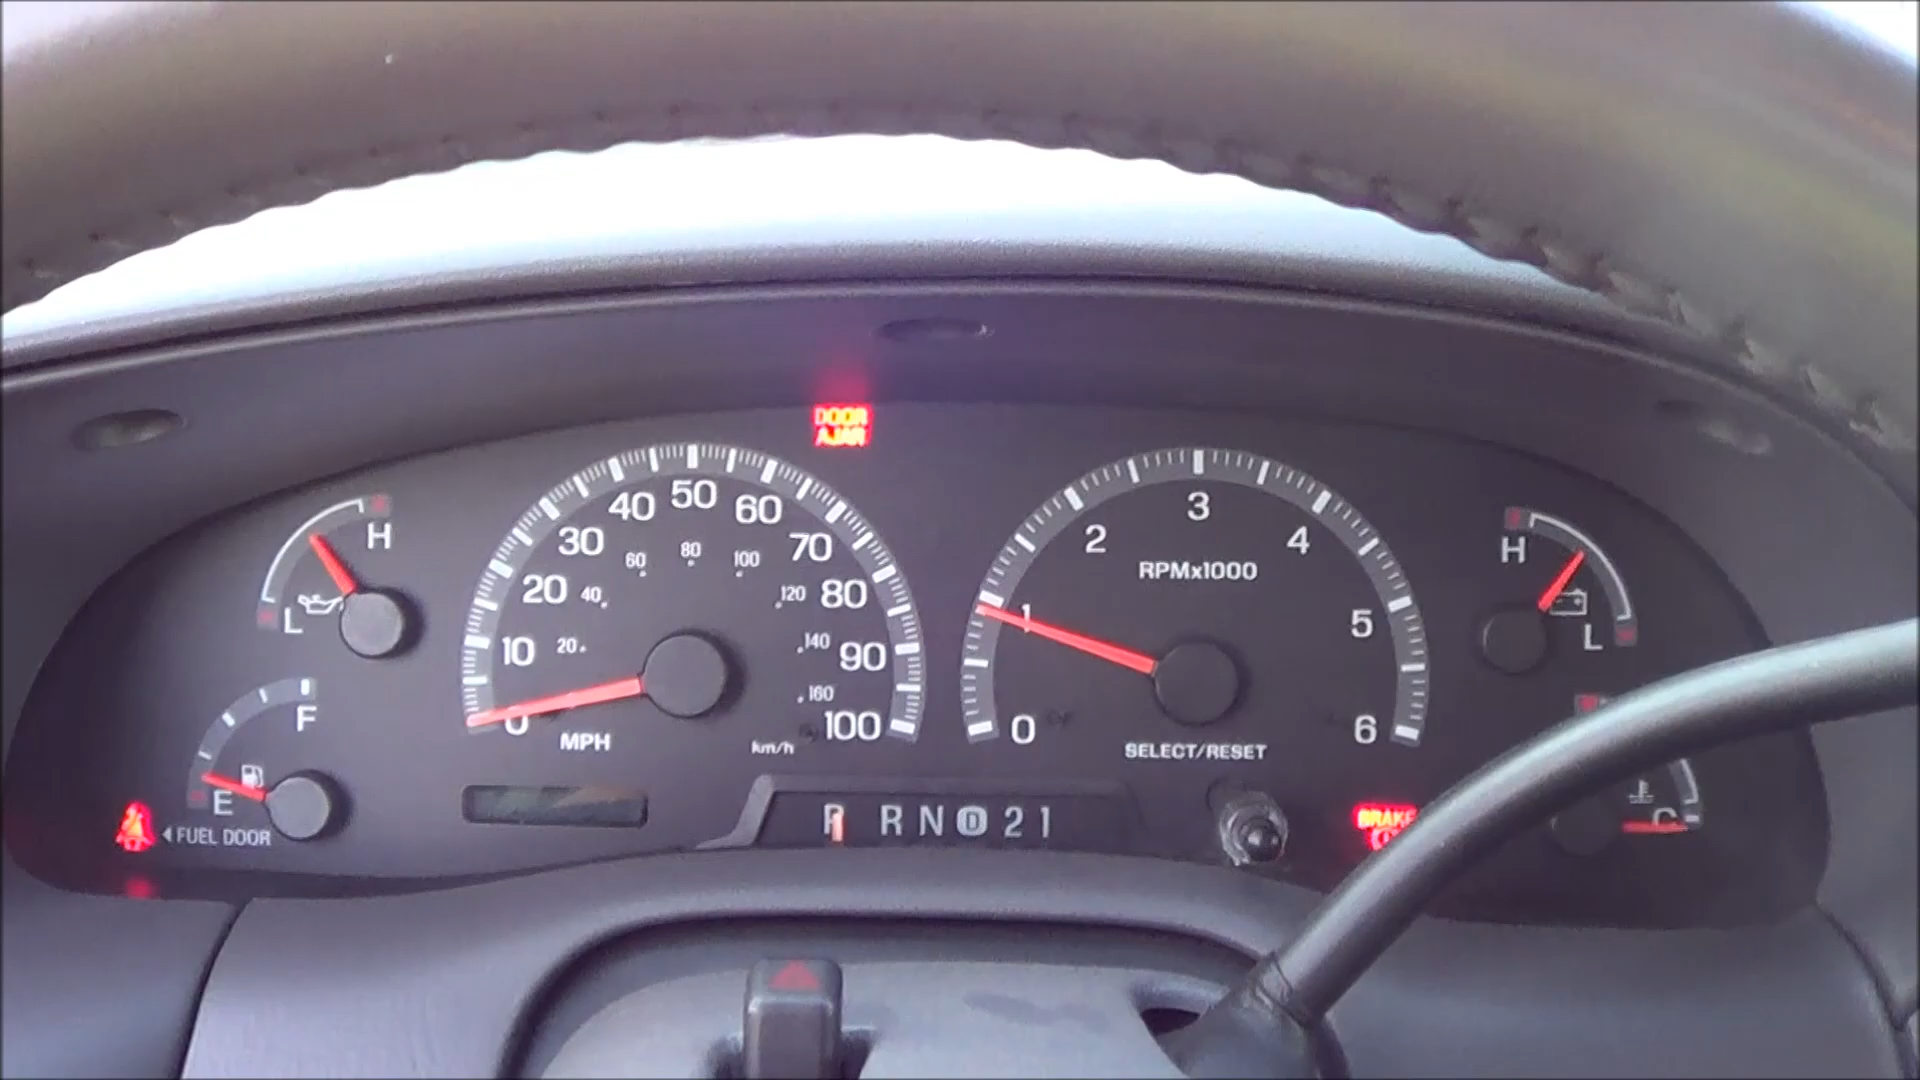 DOOR
AJAR
H
L
F
E
FUEL DOOR
0 10 20 30 40 50 60 70 80 90 100
20 40 60 80 100 120 140 160
MPH
km/h
0 1 2 3 4 5 6
RPMx1000
SELECT/RESET
P R N D 2 1
H
L
BRAKE
C